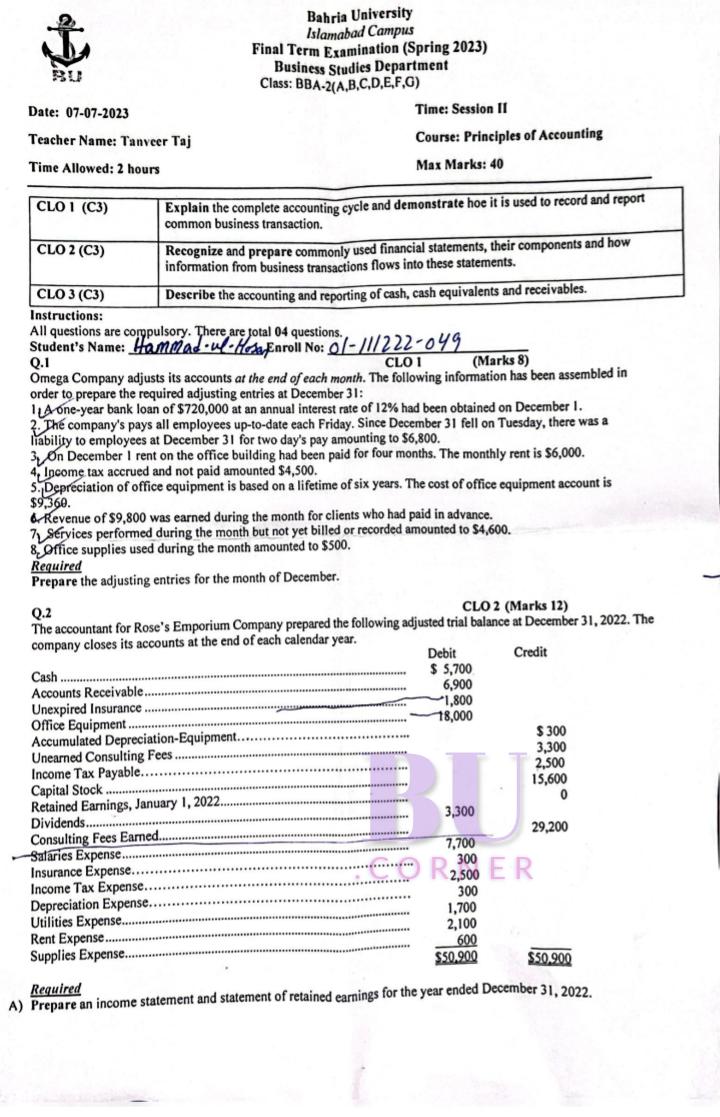 BU
Bahria University
Islamabad Campus
Final Term Examination (Spring 2023)
Business Studies Department
Class: BBA-2(A,B,C,D,E,F,G)
Date: 07-07-2023 Time: Session II
Teacher Name: Tanveer Taj Course: Principles of Accounting
Time Allowed: 2 hours Max Marks: 40
CLO 1 (C3) Explain the complete accounting cycle and demonstrate hoe it is used to record and report
common business transaction.
CLO 2 (C3) Recognize and prepare commonly used financial statements, their components and how
information from business transactions flows into these statements.
CLO 3 (C3) Describe the accounting and reporting of cash, cash equivalents and receivables.
Instructions:
All questions are compulsory. There are total 04 questions.
Student's Name: Hammad-ul- Enroll No: 01-111222-049
Q.1 CLO 1 (Marks 8)
Omega Company adjusts its accounts at the end of each month. The following information has been assembled in
order to prepare the required adjusting entries at December 31:
1. A one-year bank loan of $720,000 at an annual interest rate of 12% had been obtained on December 1.
2. The company's pays all employees up-to-date each Friday. Since December 31 fell on Tuesday, there was a
liability to employees at December 31 for two day's pay amounting to $6,800.
3. On December 1 rent on the office building had been paid for four months. The monthly rent is $6,000.
4. Income tax accrued and not paid amounted $4,500.
5. Depreciation of office equipment is based on a lifetime of six years. The cost of office equipment account is
$9,360.
6. Revenue of $9,800 was earned during the month for clients who had paid in advance.
7. Services performed during the month but not yet billed or recorded amounted to $4,600.
8. Office supplies used during the month amounted to $500.
Required
Prepare the adjusting entries for the month of December.
Q.2 CLO 2 (Marks 12)
The accountant for Rose's Emporium Company prepared the following adjusted trial balance at December 31, 2022. The
company closes its accounts at the end of each calendar year.
Debit Credit
Cash ........ $ 5,700
Accounts Receivable........ 6,900
Unexpired Insurance ........ 1,800
Office Equipment ........ 18,000
Accumulated Depreciation-Equipment........ $ 300
Unearned Consulting Fees ........ 3,300
Income Tax Payable........ 2,500
Capital Stock ........ 15,600
Retained Earnings, January 1, 2022........ 0
Dividends........ 3,300
Consulting Fees Earned........ 29,200
Salaries Expense........ 7,700
Insurance Expense........ 300
Income Tax Expense........ 2,500
Depreciation Expense........ 300
Utilities Expense........ 1,700
Rent Expense........ 2,100
Supplies Expense........ 600
$50,900 $50,900
BU
.CORNER
Required
A) Prepare an income statement and statement of retained earnings for the year ended December 31, 2022.